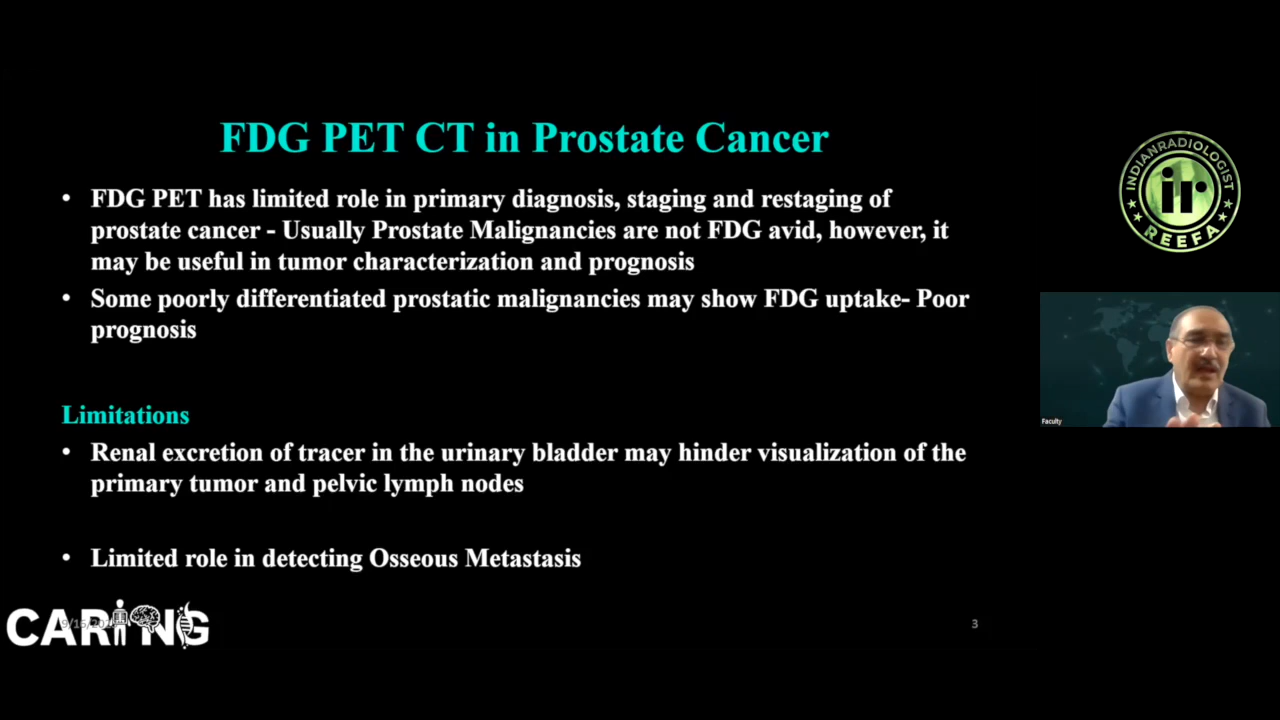 FDG PET CT in Prostate Cancer
• FDG PET has limited role in primary diagnosis, staging and restaging of
prostate cancer - Usually Prostate Malignancies are not FDG avid, however, it
may be useful in tumor characterization and prognosis
• Some poorly differentiated prostatic malignancies may show FDG uptake- Poor
prognosis
Limitations
• Renal excretion of tracer in the urinary bladder may hinder visualization of the
primary tumor and pelvic lymph nodes
• Limited role in detecting Osseous Metastasis
CARiNG
3
INDIANRADIOLOGIST
ir
REEFA
Faculty